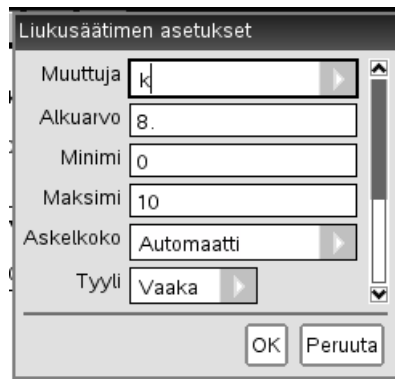 Liukusäätimen asetukset
Muuttuja k
Alkuarvo 8.
Minimi 0
Maksimi 10
Askelkoko Automaatti
Tyyli Vaaka
OK Peruuta